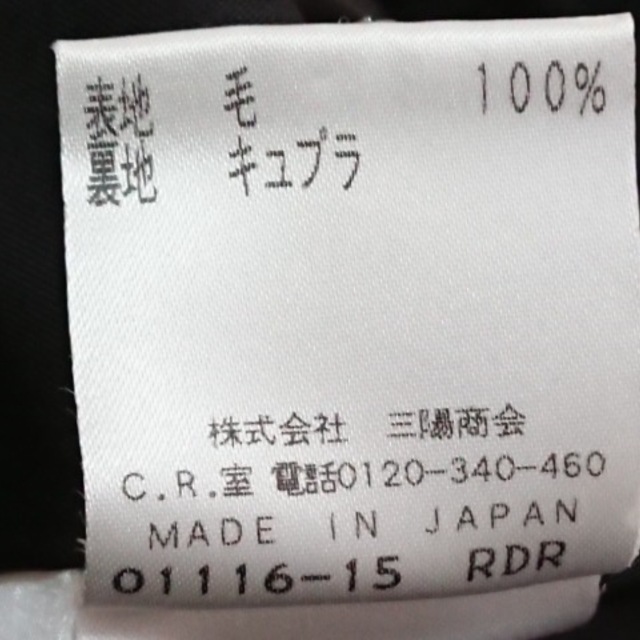 表地 毛 100%
裏地 キュプラ
株式会社 三陽商会
C.R.室 電話0120-340-460
MADE IN JAPAN
01116-15 RDR